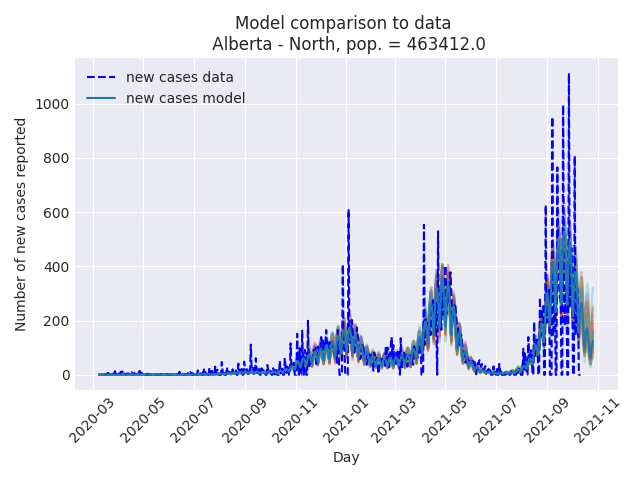 Model comparison to data
Alberta - North, pop. = 463412.0
new cases data
new cases model
Number of new cases reported
1000
800
600
400
200
0
2020-03
2020-05
2020-07
2020-09
2020-11
2021-01
2021-03
2021-05
2021-07
2021-09
2021-11
Day